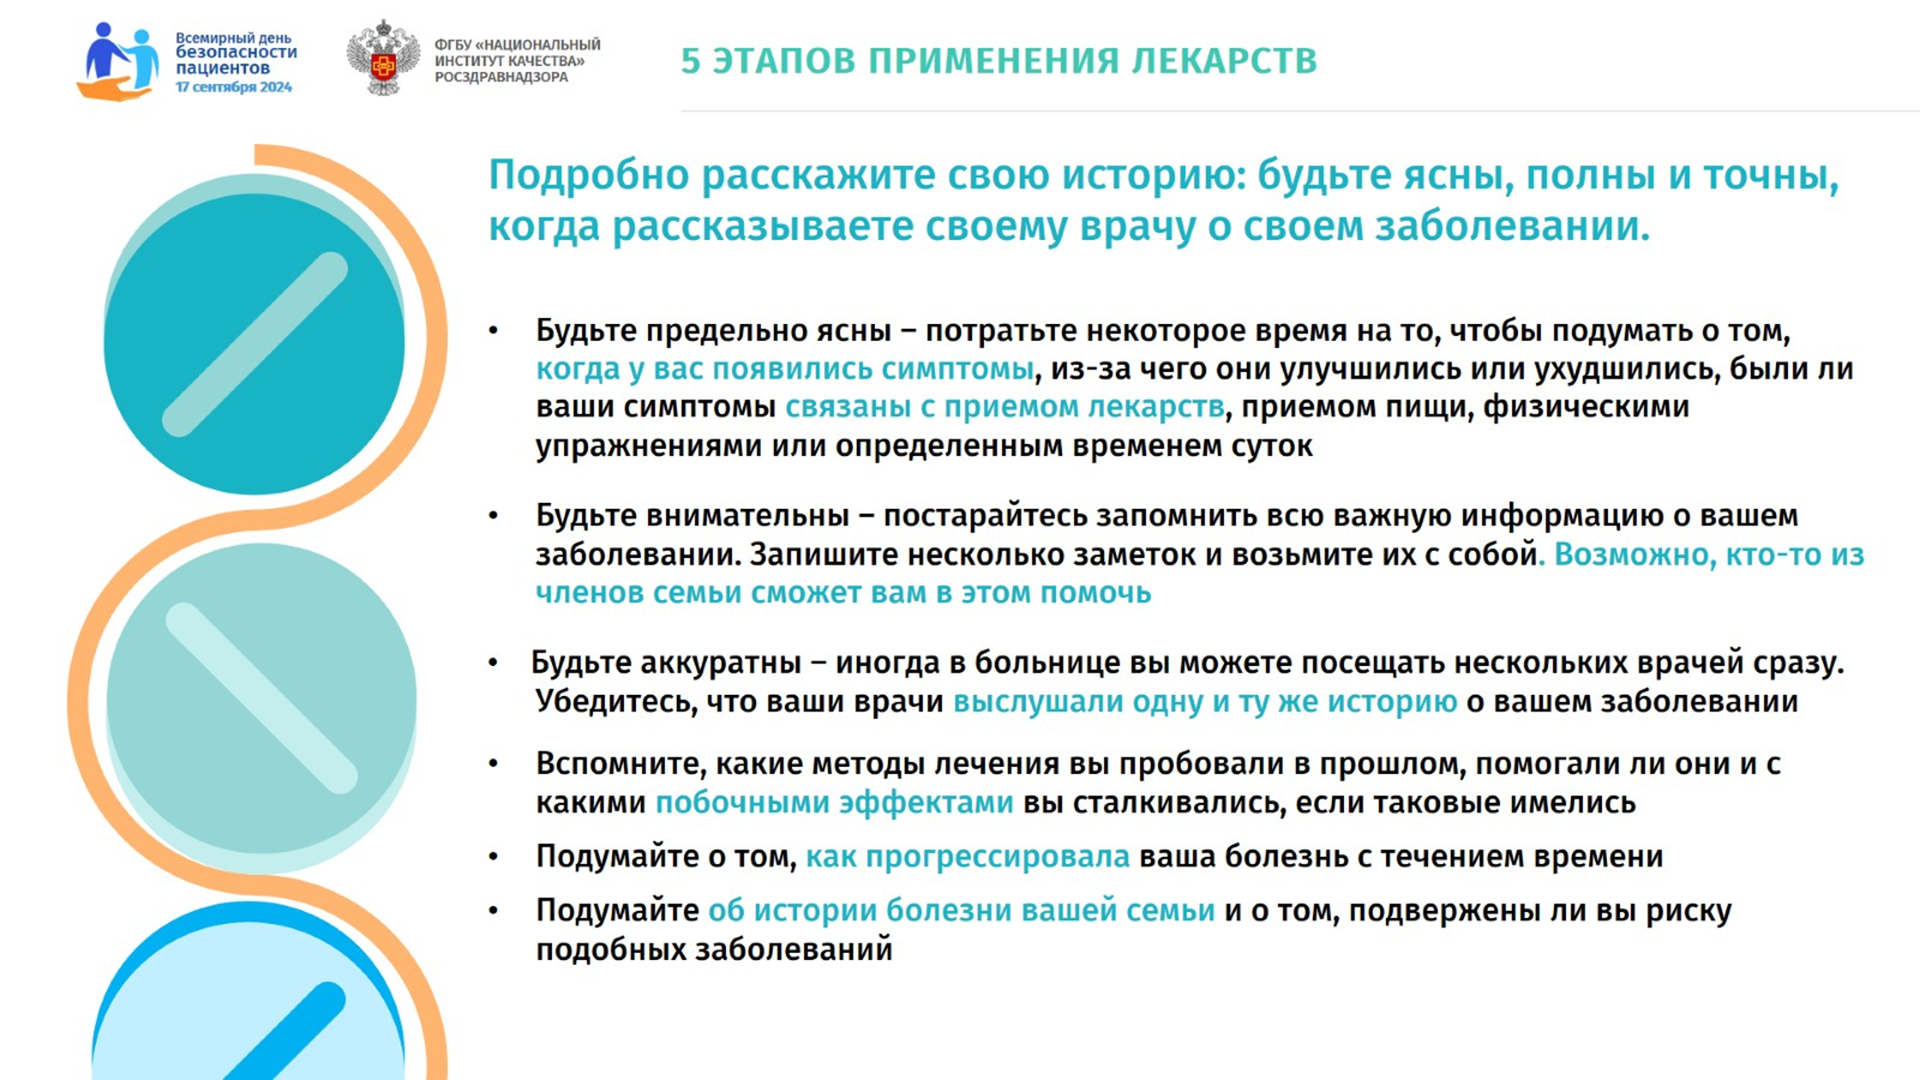 Всемирный день
безопасности
пациентов
17 сентября 2024
ФГБУ «НАЦИОНАЛЬНЫЙ
ИНСТИТУТ КАЧЕСТВА»
РОСЗДРАВНАДЗОРА
5 ЭТАПОВ ПРИМЕНЕНИЯ ЛЕКАРСТВ
Подробно расскажите свою историю: будьте ясны, полны и точны,
когда рассказываете своему врачу о своем заболевании.
• Будьте предельно ясны – потратьте некоторое время на то, чтобы подумать о том,
когда у вас появились симптомы, из-за чего они улучшились или ухудшились, были ли
ваши симптомы связаны с приемом лекарств, приемом пищи, физическими
упражнениями или определенным временем суток
• Будьте внимательны – постарайтесь запомнить всю важную информацию о вашем
заболевании. Запишите несколько заметок и возьмите их с собой. Возможно, кто-то из
членов семьи сможет вам в этом помочь
• Будьте аккуратны – иногда в больнице вы можете посещать нескольких врачей сразу.
Убедитесь, что ваши врачи выслушали одну и ту же историю о вашем заболевании
• Вспомните, какие методы лечения вы пробовали в прошлом, помогали ли они и с
какими побочными эффектами вы сталкивались, если таковые имелись
• Подумайте о том, как прогрессировала ваша болезнь с течением времени
• Подумайте об истории болезни вашей семьи и о том, подвержены ли вы риску
подобных заболеваний